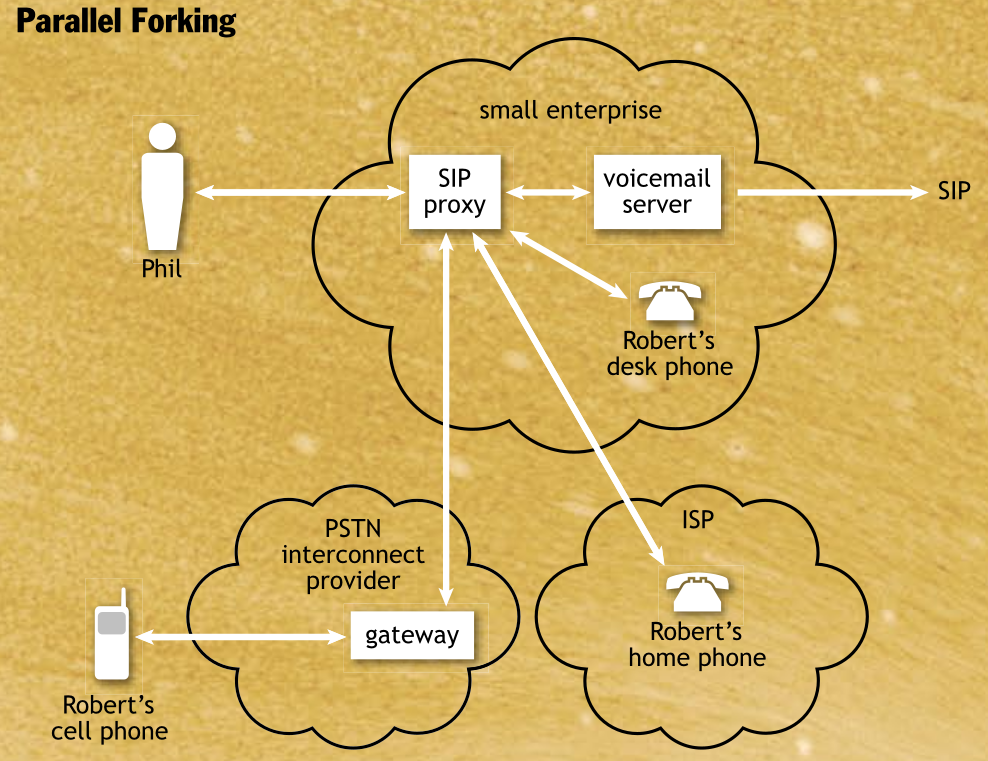 Parallel Forking
small enterprise
SIP
proxy
voicemail
server
SIP
Phil
Robert’s
desk phone
PSTN
interconnect
provider
gateway
ISP
Robert’s
home phone
Robert’s
cell phone